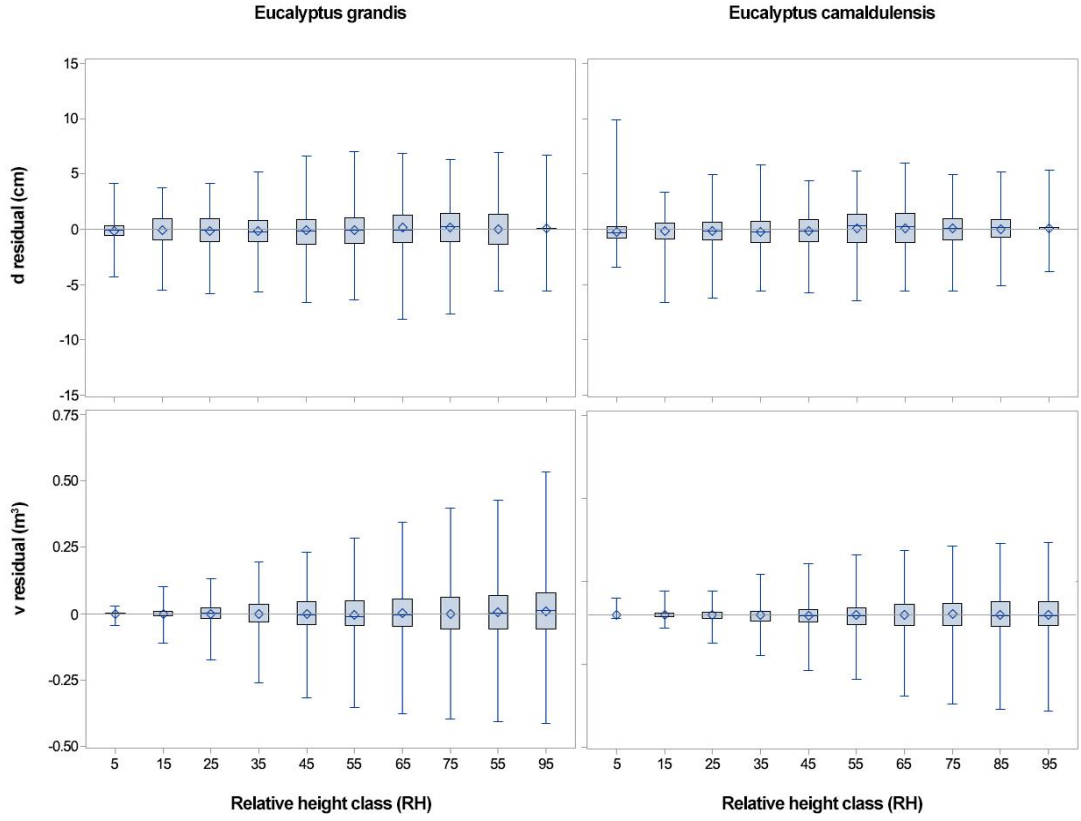 Eucalyptus grandis Eucalyptus camaldulensis
d residual (cm)
15
10
5
0
-5
-10
-15
v residual (m³)
0.75
0.50
0.25
0
-0.25
-0.50
5 15 25 35 45 55 65 75 55 95 5 15 25 35 45 55 65 75 85 95
Relative height class (RH) Relative height class (RH)